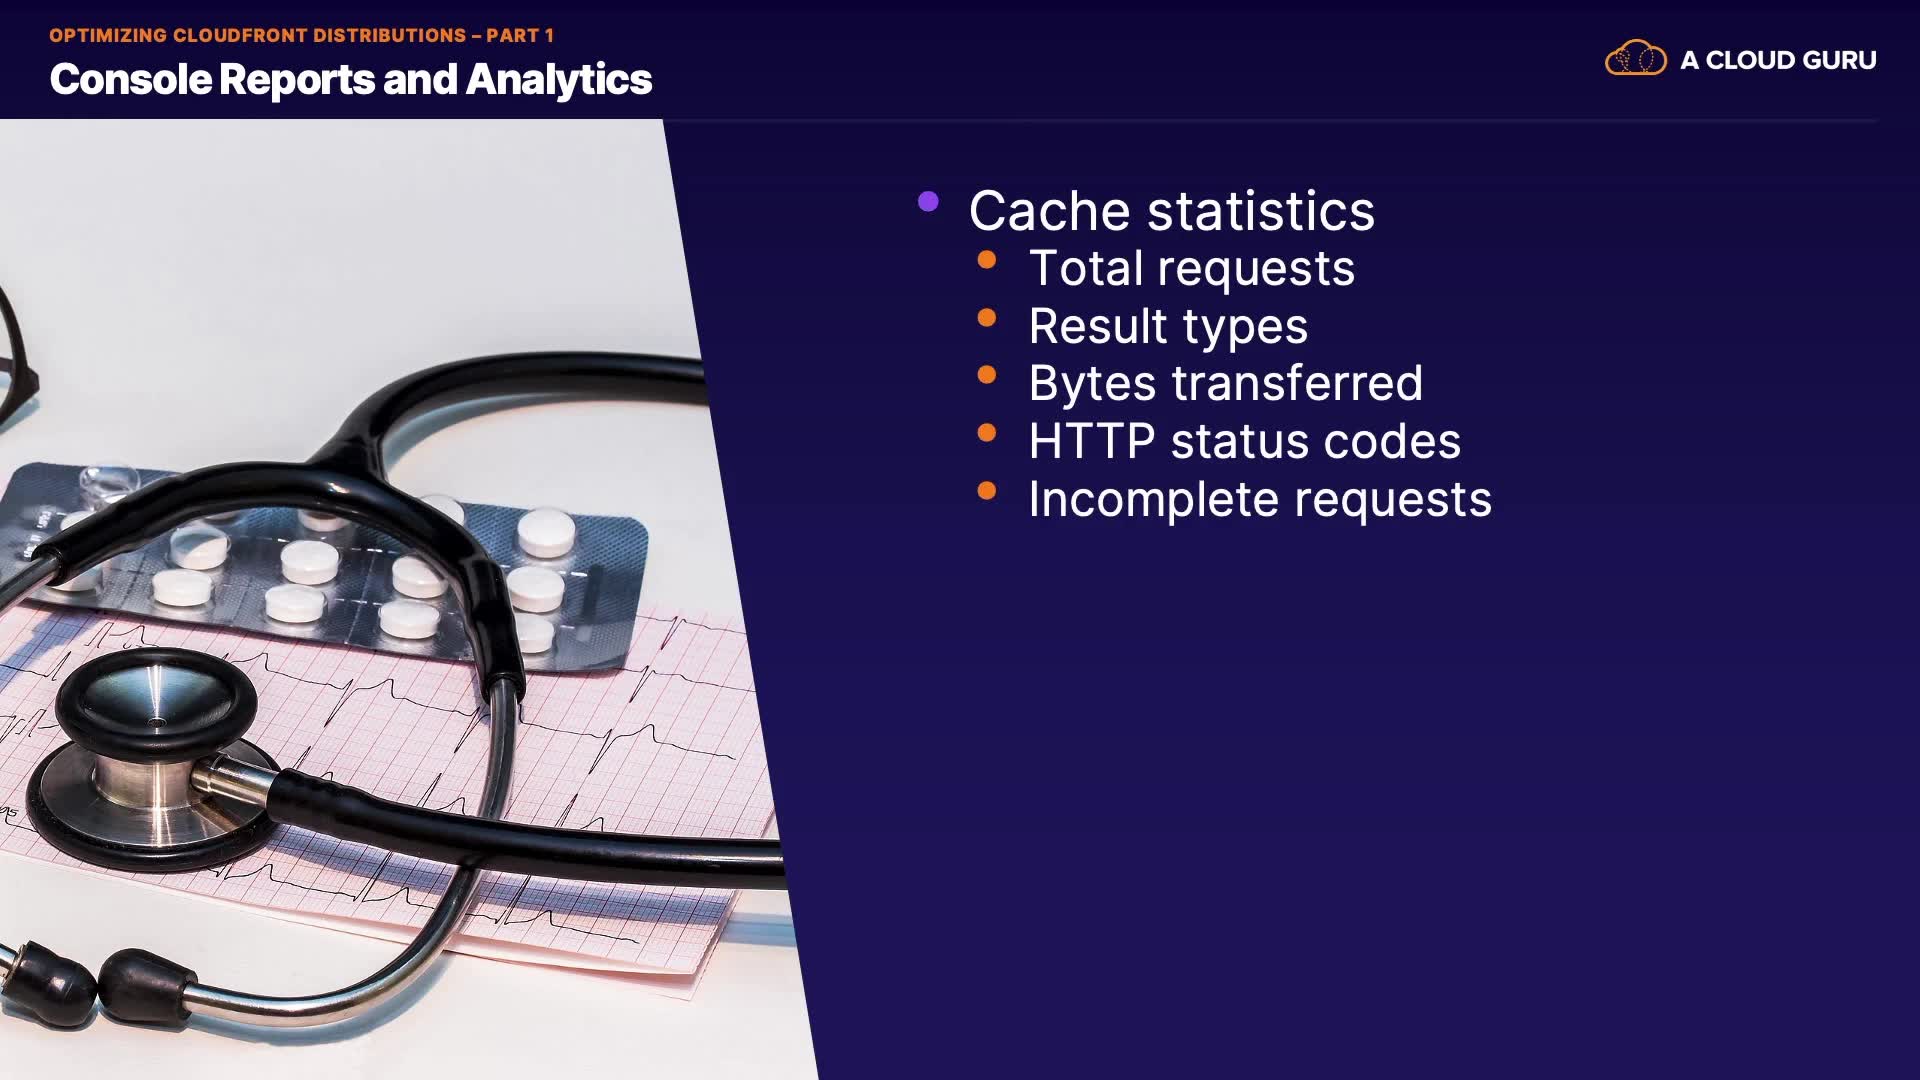 OPTIMIZING CLOUDFRONT DISTRIBUTIONS – PART 1
Console Reports and Analytics
A CLOUD GURU
Cache statistics
Total requests
Result types
Bytes transferred
HTTP status codes
Incomplete requests